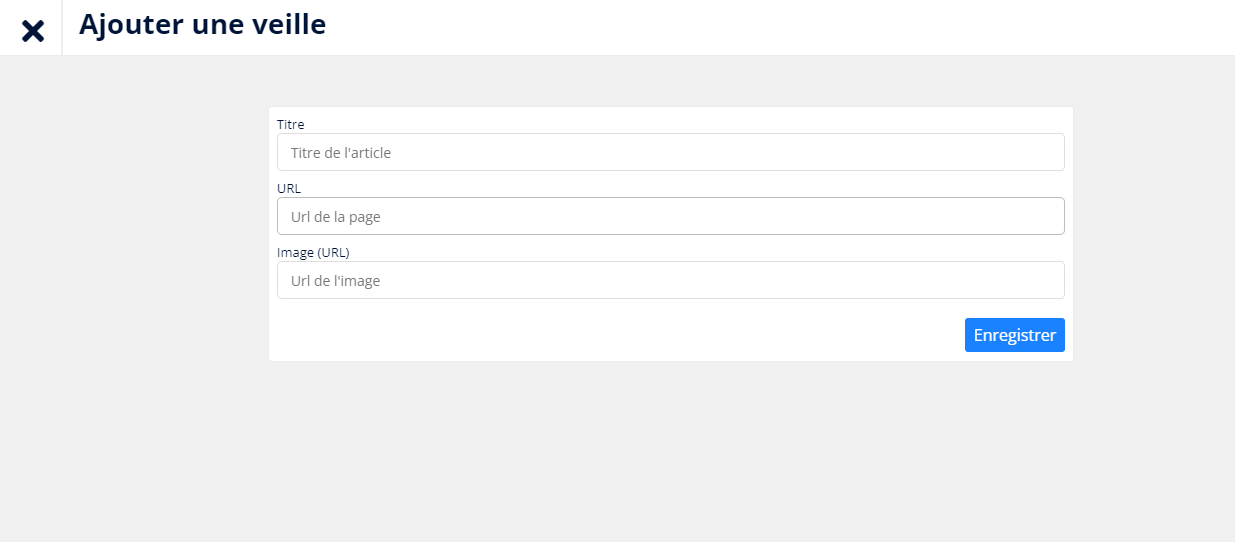 Ajouter une veille
Titre
Titre de l'article
URL
Url de la page
Image (URL)
Url de l'image
Enregistrer